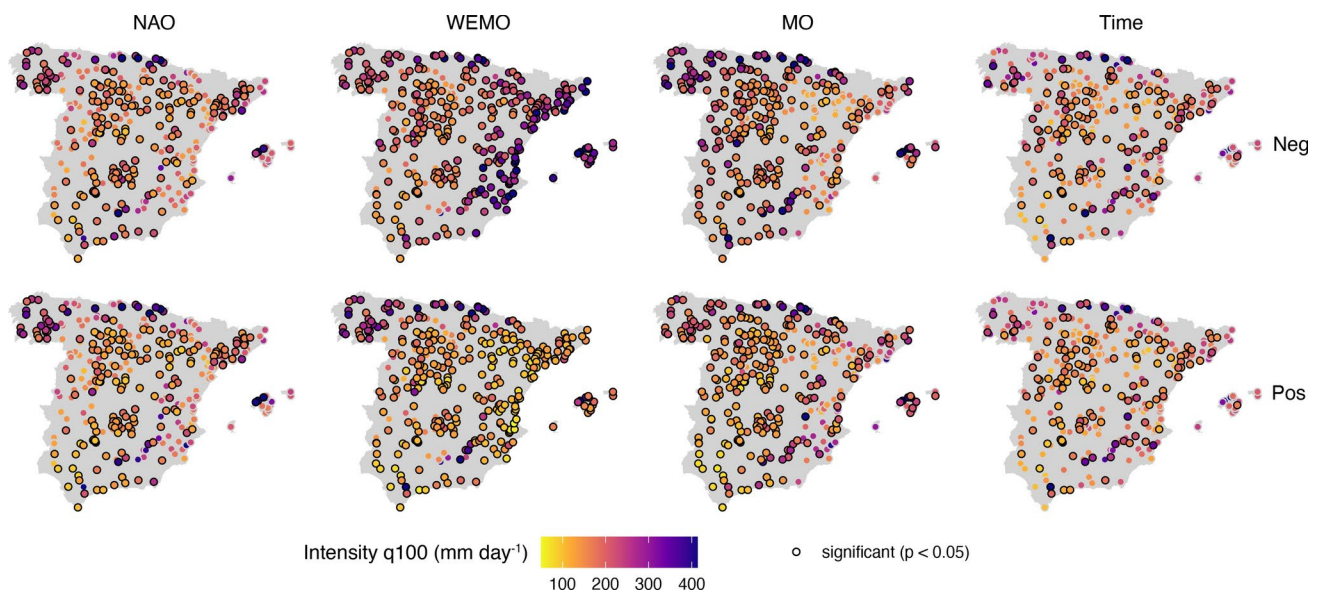 NAO WEMO MO Time
Neg
Pos
Intensity q100 (mm day⁻¹)
100 200 300 400
significant (p < 0.05)